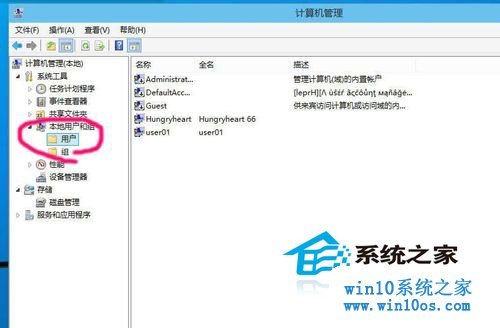 计算机管理
文件(F) 操作(A) 查看(V) 帮助(H)
计算机管理(本地)
系统工具
任务计划程序
事件查看器
共享文件夹
本地用户和组
用户
组
性能
设备管理器
存储
磁盘管理
服务和应用程序
名称 全名 描述
Administrat... 管理计算机(域)的内置帐户
DefaultAcc...
Guest 供来宾访问计算机或访问域的内...
Hungryheart Hungryheart 66
user01 user01
系统之家
win10系统之家
www.win10os.com